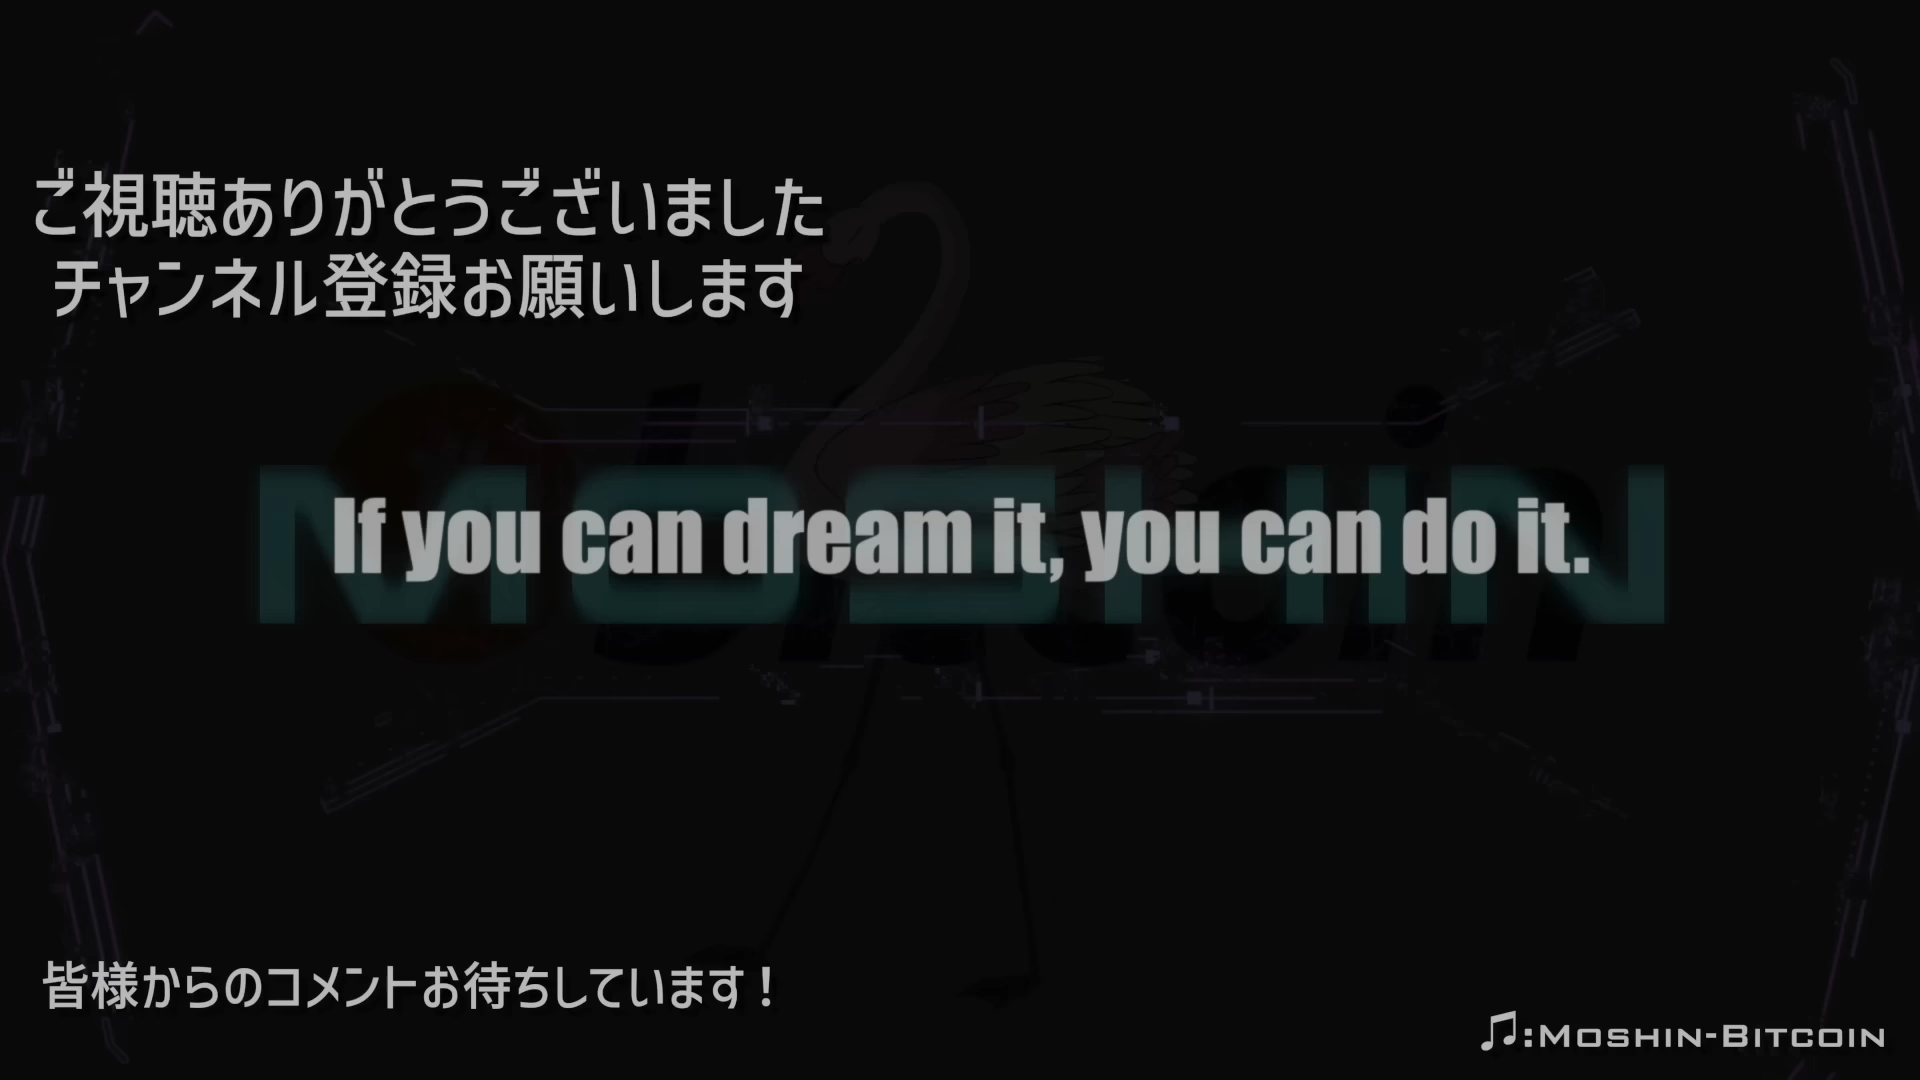 ご視聴ありがとうございました
チャンネル登録お願いします
bitcoin
MOSHIN
If you can dream it, you can do it.
皆様からのコメントお待ちしています！
♫:MOSHIN-BITCOIN